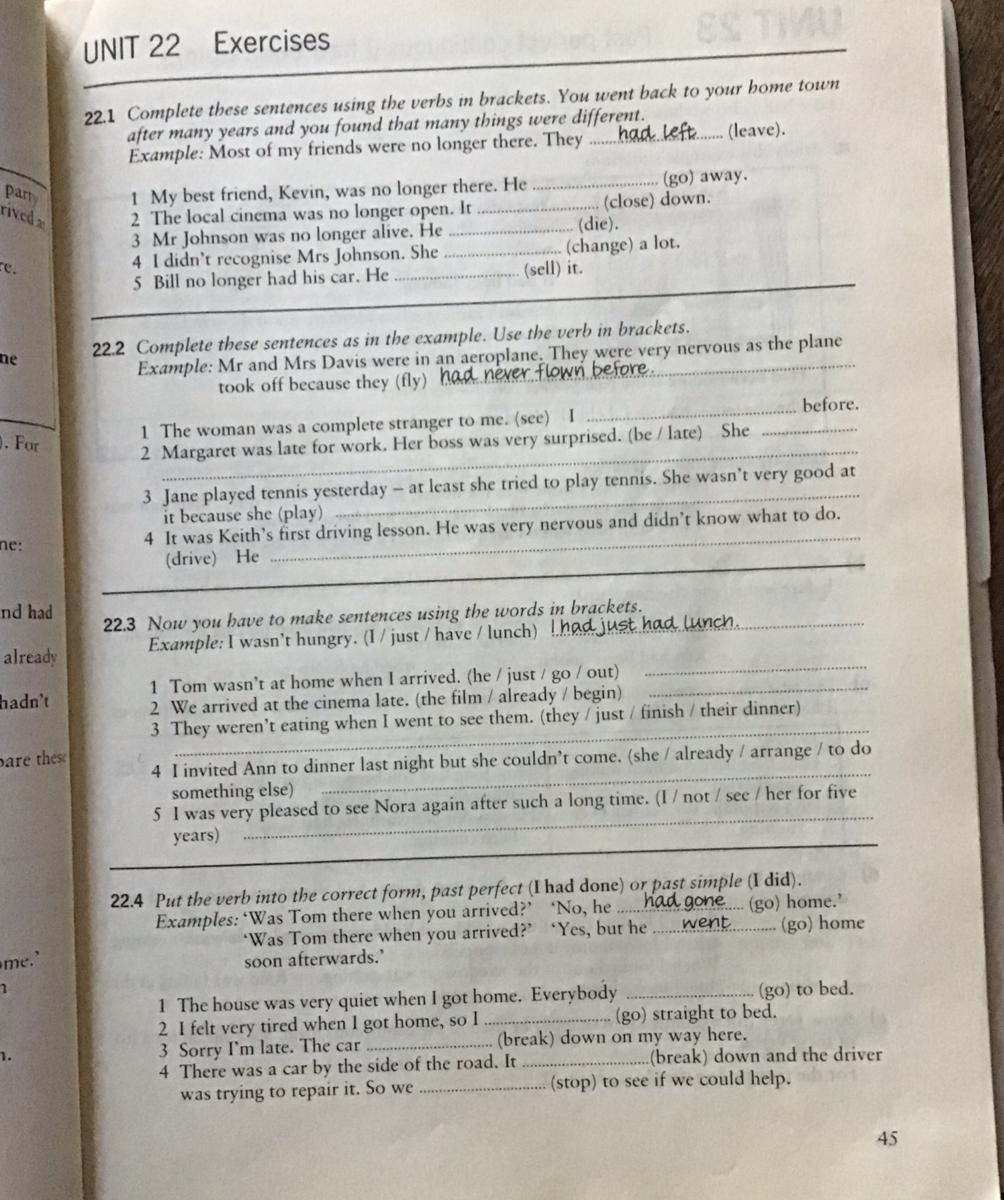 UNIT 22 Exercises
22.1 Complete these sentences using the verbs in brackets. You went back to your home town
after many years and you found that many things were different.
Example: Most of my friends were no longer there. They ........had left....... (leave).
1 My best friend, Kevin, was no longer there. He .............................. (go) away.
2 The local cinema was no longer open. It .............................. (close) down.
3 Mr Johnson was no longer alive. He .............................. (die).
4 I didn't recognise Mrs Johnson. She .............................. (change) a lot.
5 Bill no longer had his car. He .............................. (sell) it.
22.2 Complete these sentences as in the example. Use the verb in brackets.
Example: Mr and Mrs Davis were in an aeroplane. They were very nervous as the plane
took off because they (fly) had never flown before.
1 The woman was a complete stranger to me. (see) I .............................. before.
2 Margaret was late for work. Her boss was very surprised. (be / late) She ..............................
3 Jane played tennis yesterday – at least she tried to play tennis. She wasn't very good at
it because she (play) ..............................
4 It was Keith's first driving lesson. He was very nervous and didn't know what to do.
(drive) He ..............................
22.3 Now you have to make sentences using the words in brackets.
Example: I wasn't hungry. (I / just / have / lunch) I had just had lunch.
1 Tom wasn't at home when I arrived. (he / just / go / out) ..............................
2 We arrived at the cinema late. (the film / already / begin) ..............................
3 They weren't eating when I went to see them. (they / just / finish / their dinner)
..............................
4 I invited Ann to dinner last night but she couldn't come. (she / already / arrange / to do
something else) ..............................
5 I was very pleased to see Nora again after such a long time. (I / not / see / her for five
years) ..............................
22.4 Put the verb into the correct form, past perfect (I had done) or past simple (I did).
Examples: 'Was Tom there when you arrived?' 'No, he ......had gone.... (go) home.'
'Was Tom there when you arrived?' 'Yes, but he ......went.......... (go) home
soon afterwards.'
1 The house was very quiet when I got home. Everybody .............................. (go) to bed.
2 I felt very tired when I got home, so I .............................. (go) straight to bed.
3 Sorry I'm late. The car .............................. (break) down on my way here.
4 There was a car by the side of the road. It .............................. (break) down and the driver
was trying to repair it. So we .............................. (stop) to see if we could help.
45